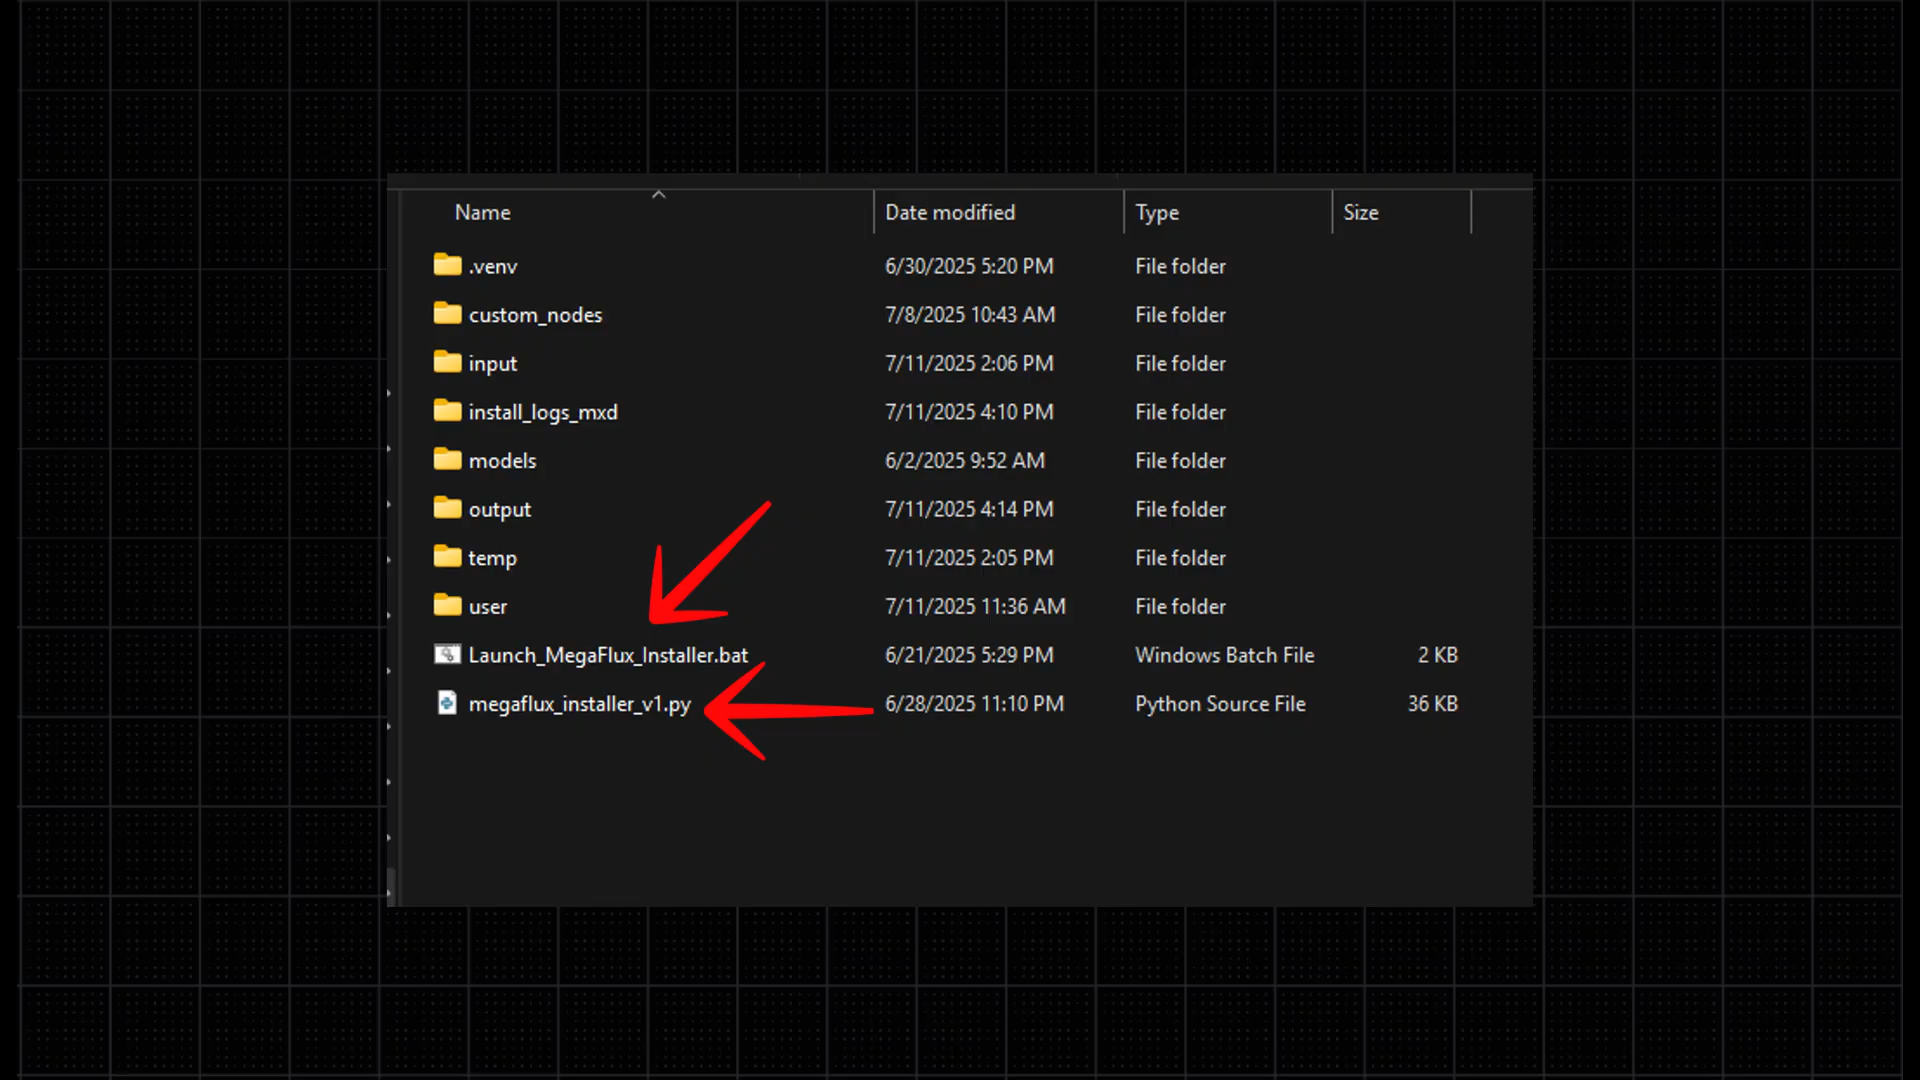 Name Date modified Type Size
.venv 6/30/2025 5:20 PM File folder
custom_nodes 7/8/2025 10:43 AM File folder
input 7/11/2025 2:06 PM File folder
install_logs_mxd 7/11/2025 4:10 PM File folder
models 6/2/2025 9:52 AM File folder
output 7/11/2025 4:14 PM File folder
temp 7/11/2025 2:05 PM File folder
user 7/11/2025 11:36 AM File folder
Launch_MegaFlux_Installer.bat 6/21/2025 5:29 PM Windows Batch File 2 KB
megaflux_installer_v1.py 6/28/2025 11:10 PM Python Source File 36 KB